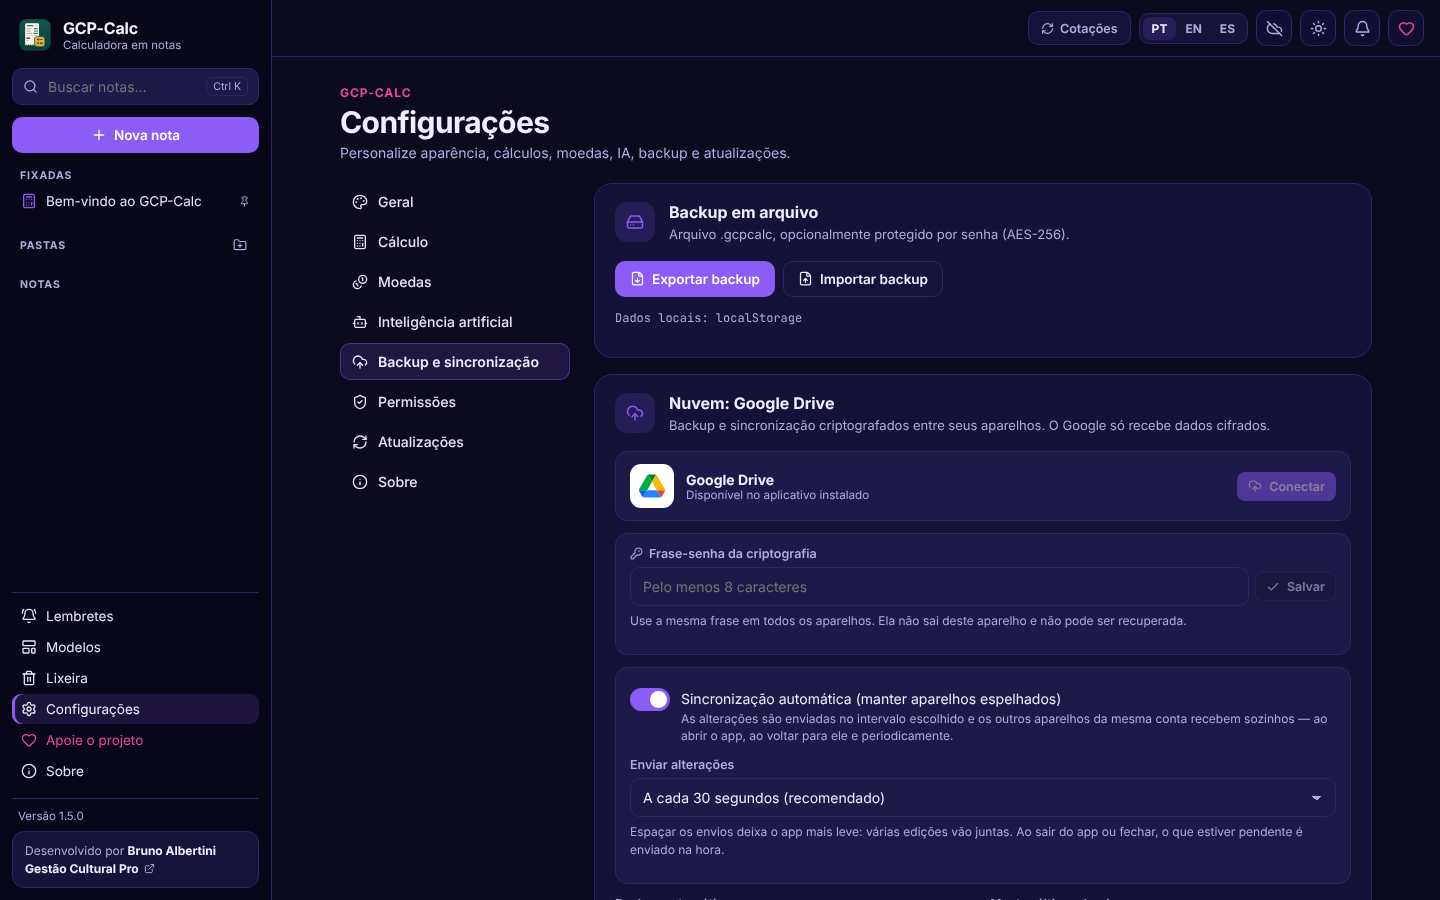 GCP-Calc
Calculadora em notas
Buscar notas...
Ctrl K
Nova nota
FIXADAS
Bem-vindo ao GCP-Calc
PASTAS
NOTAS
Lembretes
Modelos
Lixeira
Configurações
Apoie o projeto
Sobre
Versão 1.5.0
Desenvolvido por Bruno Albertini
Gestão Cultural Pro
Cotações
PT EN ES
GCP-CALC
Configurações
Personalize aparência, cálculos, moedas, IA, backup e atualizações.
Geral
Cálculo
Moedas
Inteligência artificial
Backup e sincronização
Permissões
Atualizações
Sobre
Backup em arquivo
Arquivo .gcpcalc, opcionalmente protegido por senha (AES-256).
Exportar backup
Importar backup
Dados locais: localStorage
Nuvem: Google Drive
Backup e sincronização criptografados entre seus aparelhos. O Google só recebe dados cifrados.
Google Drive
Disponível no aplicativo instalado
Conectar
Frase-senha da criptografia
Pelo menos 8 caracteres
Salvar
Use a mesma frase em todos os aparelhos. Ela não sai deste aparelho e não pode ser recuperada.
Sincronização automática (manter aparelhos espelhados)
As alterações são enviadas no intervalo escolhido e os outros aparelhos da mesma conta recebem sozinhos — ao
abrir o app, ao voltar para ele e periodicamente.
Enviar alterações
A cada 30 segundos (recomendado)
Espaçar os envios deixa o app mais leve: várias edições vão juntas. Ao sair do app ou fechar, o que estiver pendente é
enviado na hora.